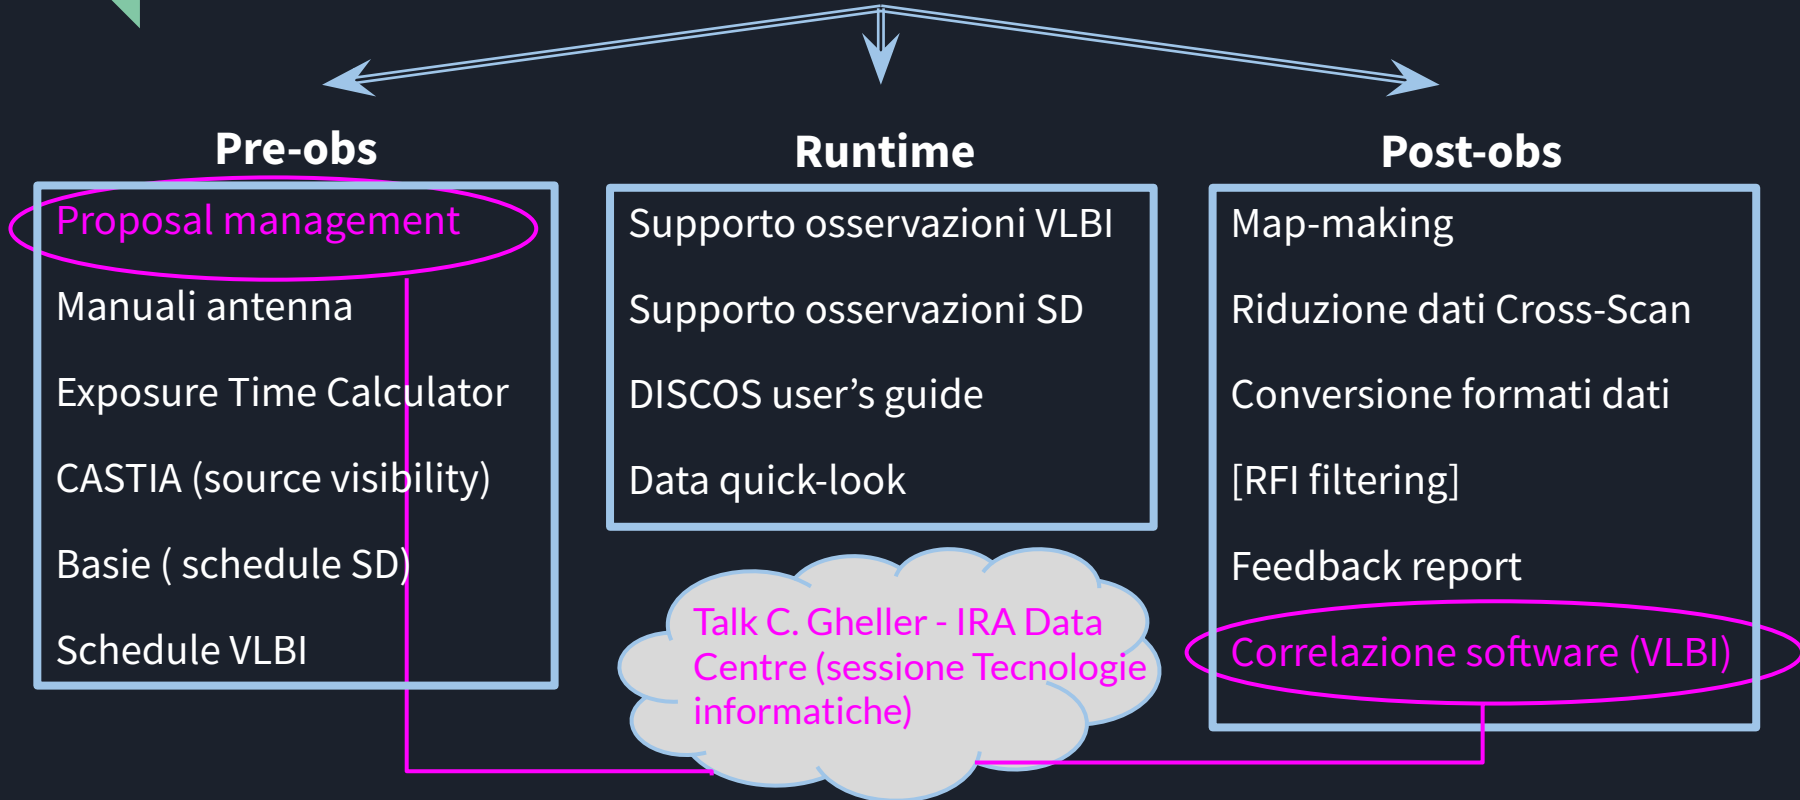 Pre-obs
Proposal management
Manuali antenna
Exposure Time Calculator
CASTIA (source visibility)
Basie ( schedule SD)
Schedule VLBI
Runtime
Supporto osservazioni VLBI
Supporto osservazioni SD
DISCOS user’s guide
Data quick-look
Talk C. Gheller - IRA Data
Centre (sessione Tecnologie
informatiche)
Post-obs
Map-making
Riduzione dati Cross-Scan
Conversione formati dati
[RFI filtering]
Feedback report
Correlazione software (VLBI)